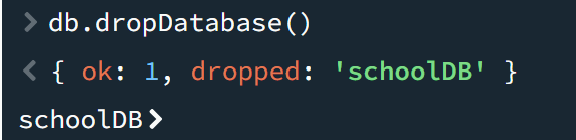 > db.dropDatabase()
< { ok: 1, dropped: 'schoolDB' }
schoolDB>